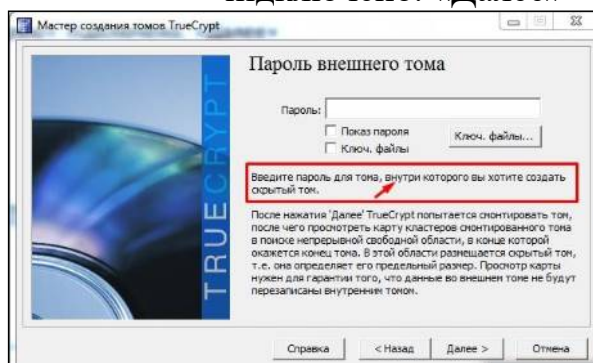 «Далее»
Мастер создания томов TrueCrypt
TRUECRYPT
Пароль внешнего тома
Пароль:
Показ пароля
Ключ. файлы
Ключ. файлы...
Введите пароль для тома, внутри которого вы хотите создать
скрытый том.
После нажатия 'Далее' TrueCrypt попытается смонтировать том,
после чего просмотреть карту кластеров смонтированного тома
в поиске непрерывной свободной области, в конце которой
окажется конец тома. В этой области размещается скрытый том,
т.е. она определяет его предельный размер. Просмотр карты
нужен для гарантии того, что данные во внешнем томе не будут
перезаписаны внутренним томом.
Справка
< Назад
Далее >
Отмена